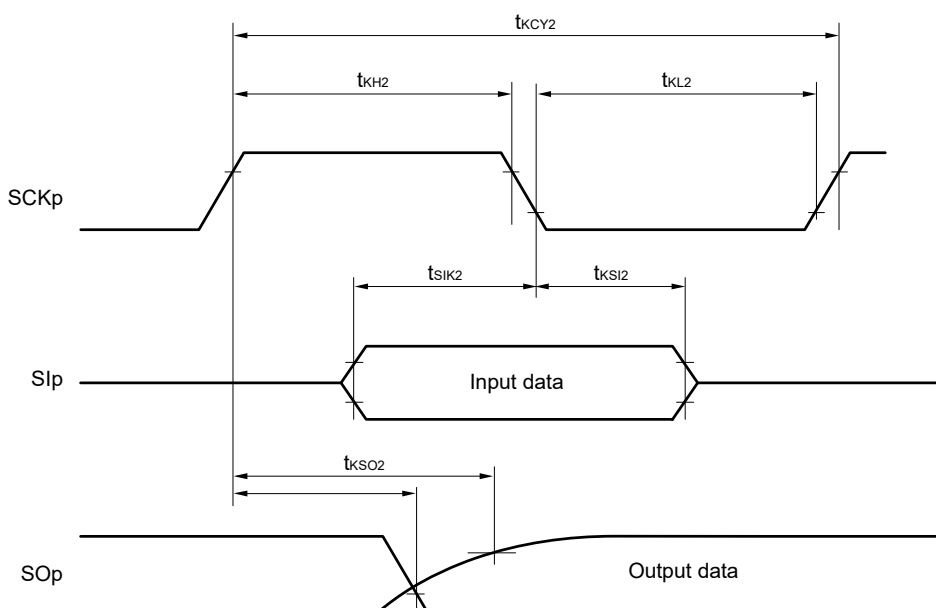 tKCY2
tKH2
tKL2
SCKp
tSIK2
tKSI2
SIp
Input data
tKSO2
SOp
Output data